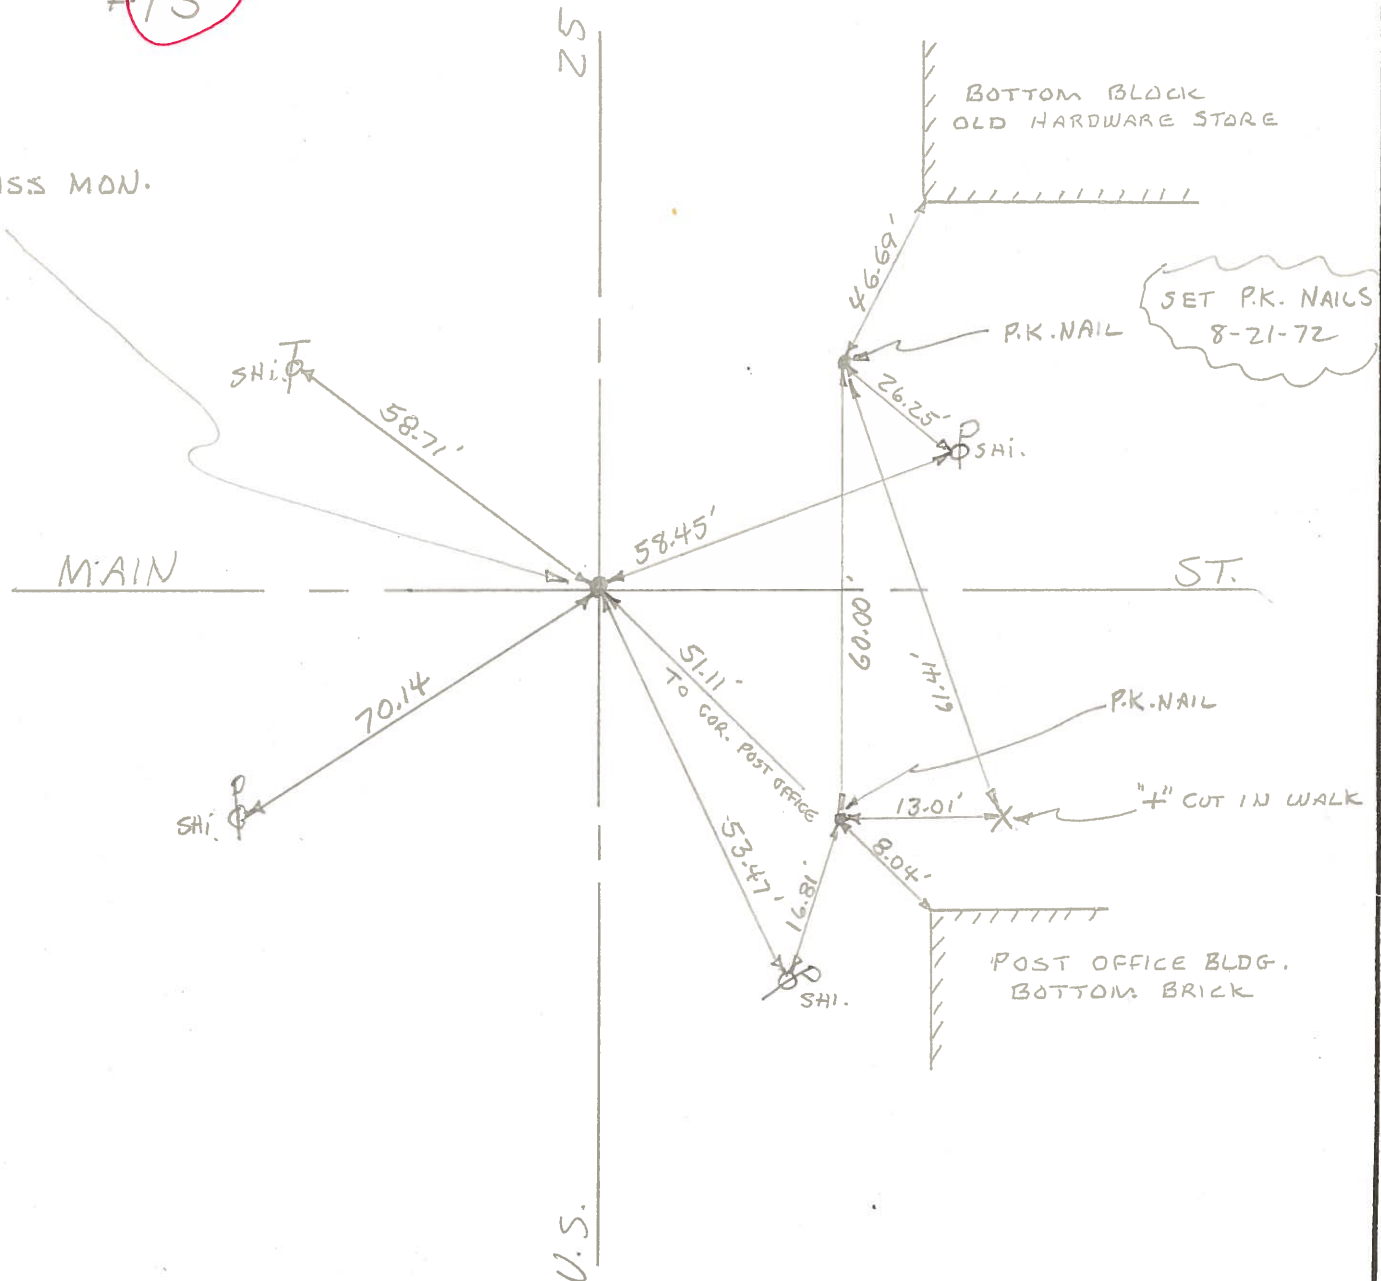 25
BOTTOM BLOCK
OLD HARDWARE STORE
ISS MON.
46.69'
SET P.K. NAILS
8-21-72
P.K. NAIL
T
SHI.
26.25'
58.71'
P
SHI.
58.45'
MAIN
ST.
60.00'
51.11'
TO COR. POST OFFICE
61.41'
70.14
P.K. NAIL
P
SHI.
13.01'
"+" CUT IN WALK
53.47'
16.81'
8.04'
P
SHI.
POST OFFICE BLDG.
BOTTOM BRICK
U.S.